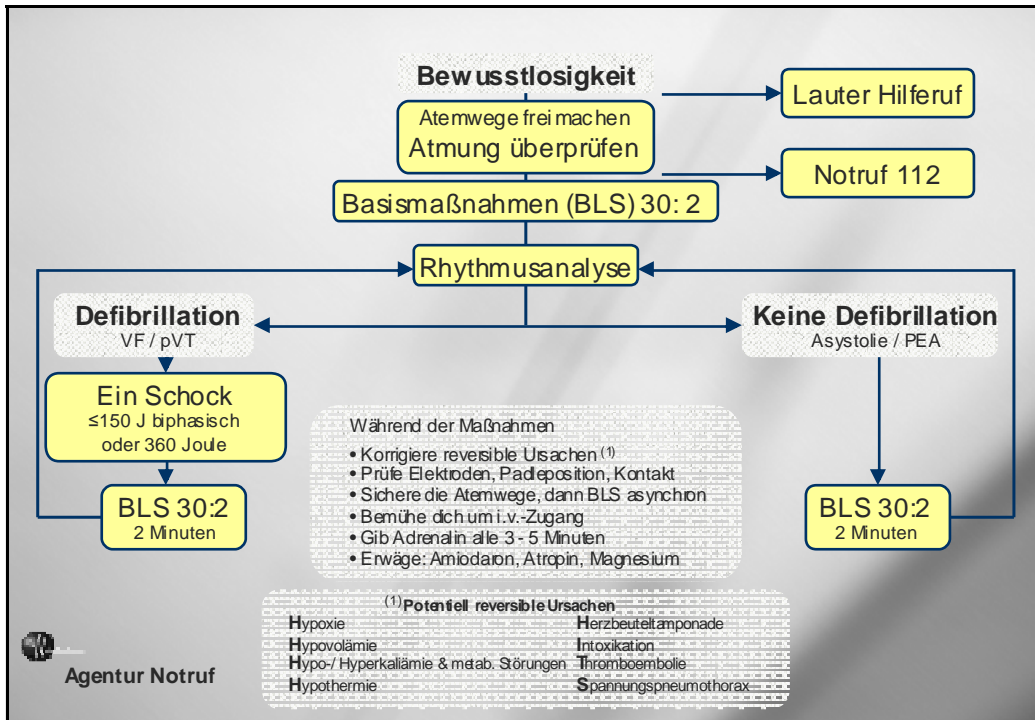 Bewusstlosigkeit
Lauter Hilferuf
Atemwege freimachen
Atmung überprüfen
Notruf 112
Basismaßnahmen (BLS) 30: 2
Rhythmusanalyse
Defibrillation
VF / pVT
Keine Defibrillation
Asystolie / PEA
Ein Schock
≤150 J biphasisch
oder 360 Joule
BLS 30:2
2 Minuten
Während der Maßnahmen
• Korrigiere reversible Ursachen (1)
• Prüfe Elektroden, Padleposition, Kontakt
• Sichere die Atemwege, dann BLS asynchron
• Bemühe dich um i.v.-Zugang
• Gib Adrenalin alle 3 - 5 Minuten
• Erwäge: Amiodaron, Atropin, Magnesium
BLS 30:2
2 Minuten
(1) Potentiell reversible Ursachen
Hypoxie
Hypovolämie
Hypo-/ Hyperkaliämie & metab. Störungen
Hypothermie
Herzbeuteltamponade
Intoxikation
Thromboembolie
Spannungspneumothorax
Agentur Notruf